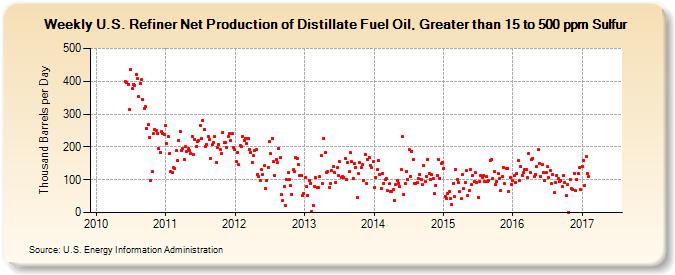 Weekly U.S. Refiner Net Production of Distillate Fuel Oil, Greater than 15 to 500 ppm Sulfur
Thousand Barrels per Day
500
400
300
200
100
0
2010 2011 2012 2013 2014 2015 2016 2017
Source: U.S. Energy Information Administration